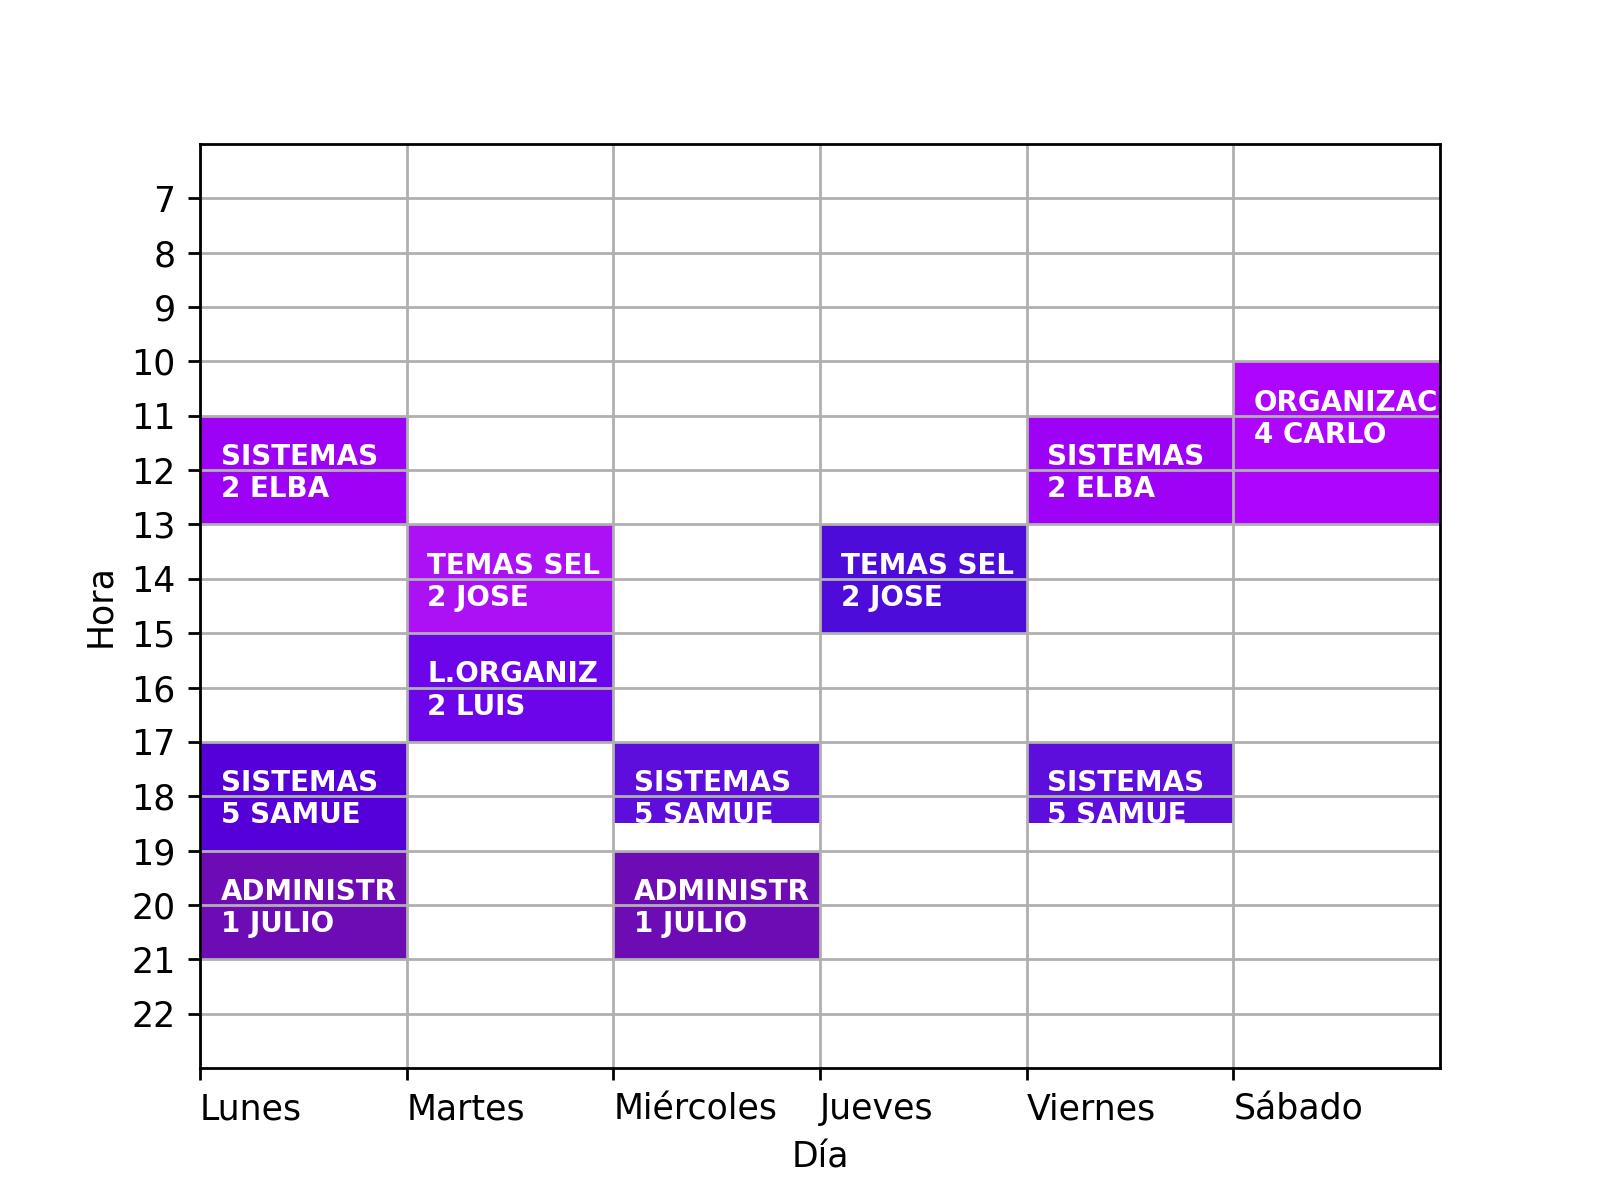 7
8
9
10
11
12
13
14
15
16
17
18
19
20
21
22
Hora
ORGANIZAC
4 CARLO
SISTEMAS
2 ELBA
SISTEMAS
2 ELBA
TEMAS SEL
2 JOSE
TEMAS SEL
2 JOSE
L.ORGANIZ
2 LUIS
SISTEMAS
5 SAMUE
SISTEMAS
5 SAMUE
SISTEMAS
5 SAMUE
ADMINISTR
1 JULIO
ADMINISTR
1 JULIO
Lunes Martes Miércoles Jueves Viernes Sábado
Día